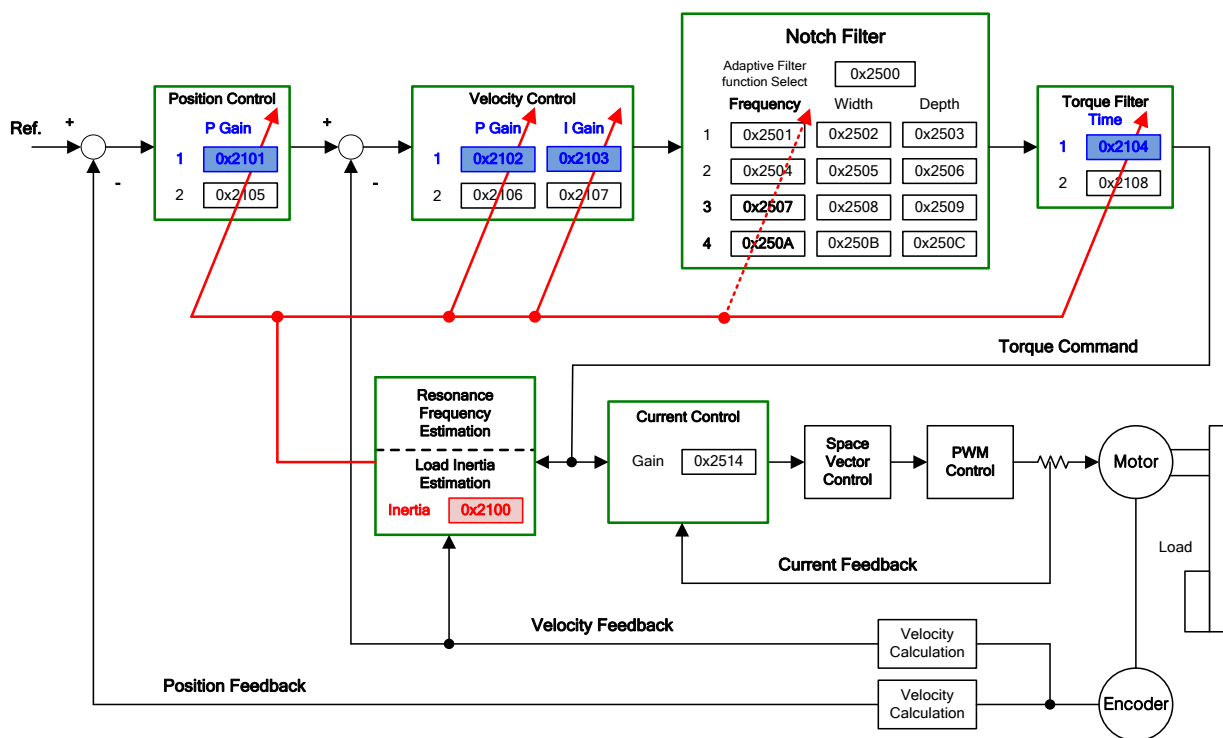 Notch Filter
Adaptive Filter
function Select
0x2500
Frequency Width Depth
1 0x2501 0x2502 0x2503
2 0x2504 0x2505 0x2506
3 0x2507 0x2508 0x2509
4 0x250A 0x250B 0x250C
Ref.
+
-
Position Control
P Gain
1 0x2101
2 0x2105
+
-
Velocity Control
P Gain I Gain
1 0x2102 0x2103
2 0x2106 0x2107
Torque Filter
Time
1 0x2104
2 0x2108
Torque Command
Resonance
Frequency
Estimation
Load Inertia
Estimation
Inertia 0x2100
Current Control
Gain 0x2514
Space
Vector
Control
PWM
Control
Motor
Load
Current Feedback
Velocity Feedback
Velocity
Calculation
Position Feedback
Velocity
Calculation
Encoder